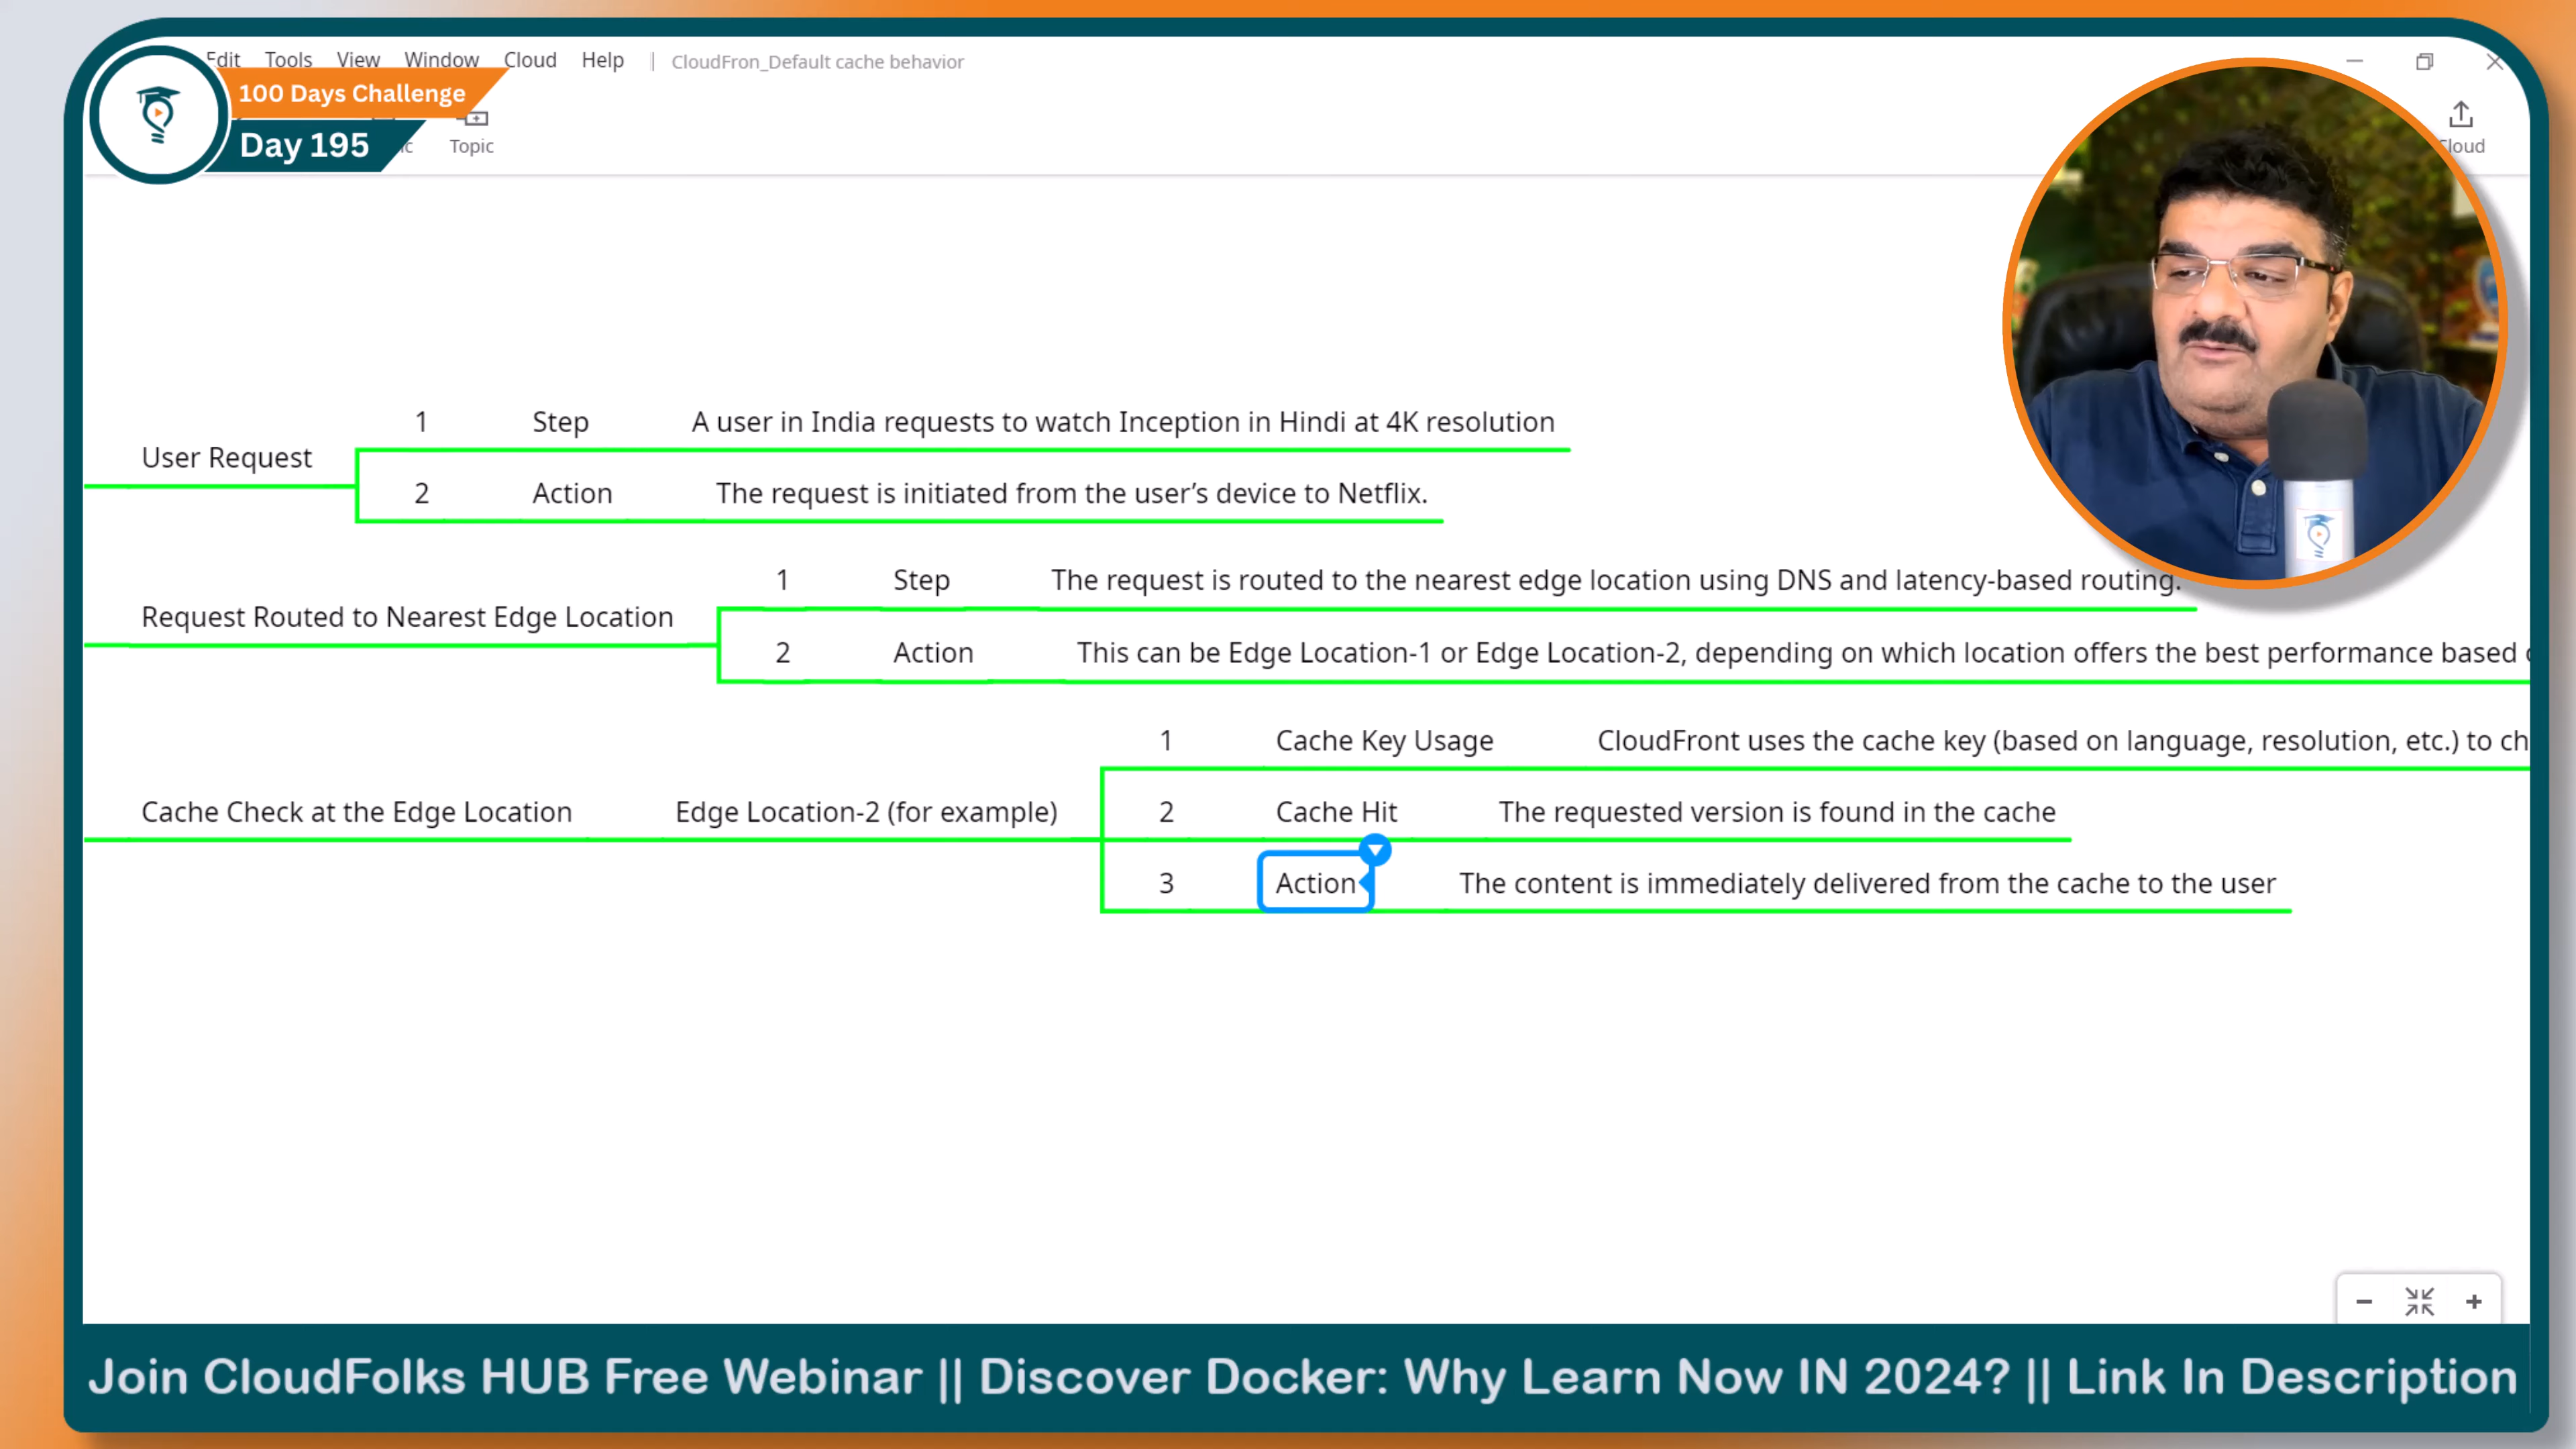 Edit Tools View Window Cloud Help | CloudFron_Default cache behavior
100 Days Challenge
Day 195
Topic
User Request
1 Step A user in India requests to watch Inception in Hindi at 4K resolution
2 Action The request is initiated from the user’s device to Netflix.
Request Routed to Nearest Edge Location
1 Step The request is routed to the nearest edge location using DNS and latency-based routing.
2 Action This can be Edge Location-1 or Edge Location-2, depending on which location offers the best performance based
Cache Check at the Edge Location Edge Location-2 (for example)
1 Cache Key Usage CloudFront uses the cache key (based on language, resolution, etc.) to
2 Cache Hit The requested version is found in the cache
3 Action The content is immediately delivered from the cache to the user
Join CloudFolks HUB Free Webinar || Discover Docker: Why Learn Now IN 2024? || Link In Description